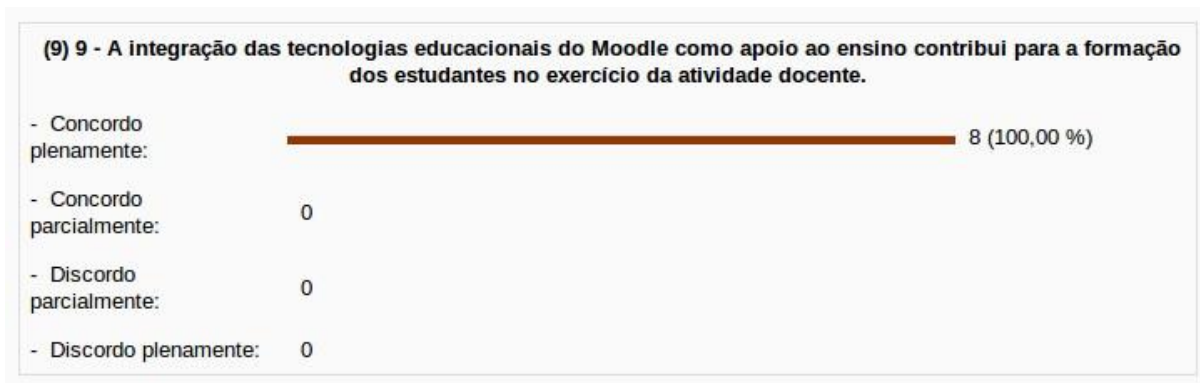 (9) 9 - A integração das tecnologias educacionais do Moodle como apoio ao ensino contribui para a formação
dos estudantes no exercício da atividade docente.
- Concordo
plenamente:
8 (100,00 %)
- Concordo
parcialmente:
0
- Discordo
parcialmente:
0
- Discordo plenamente:
0